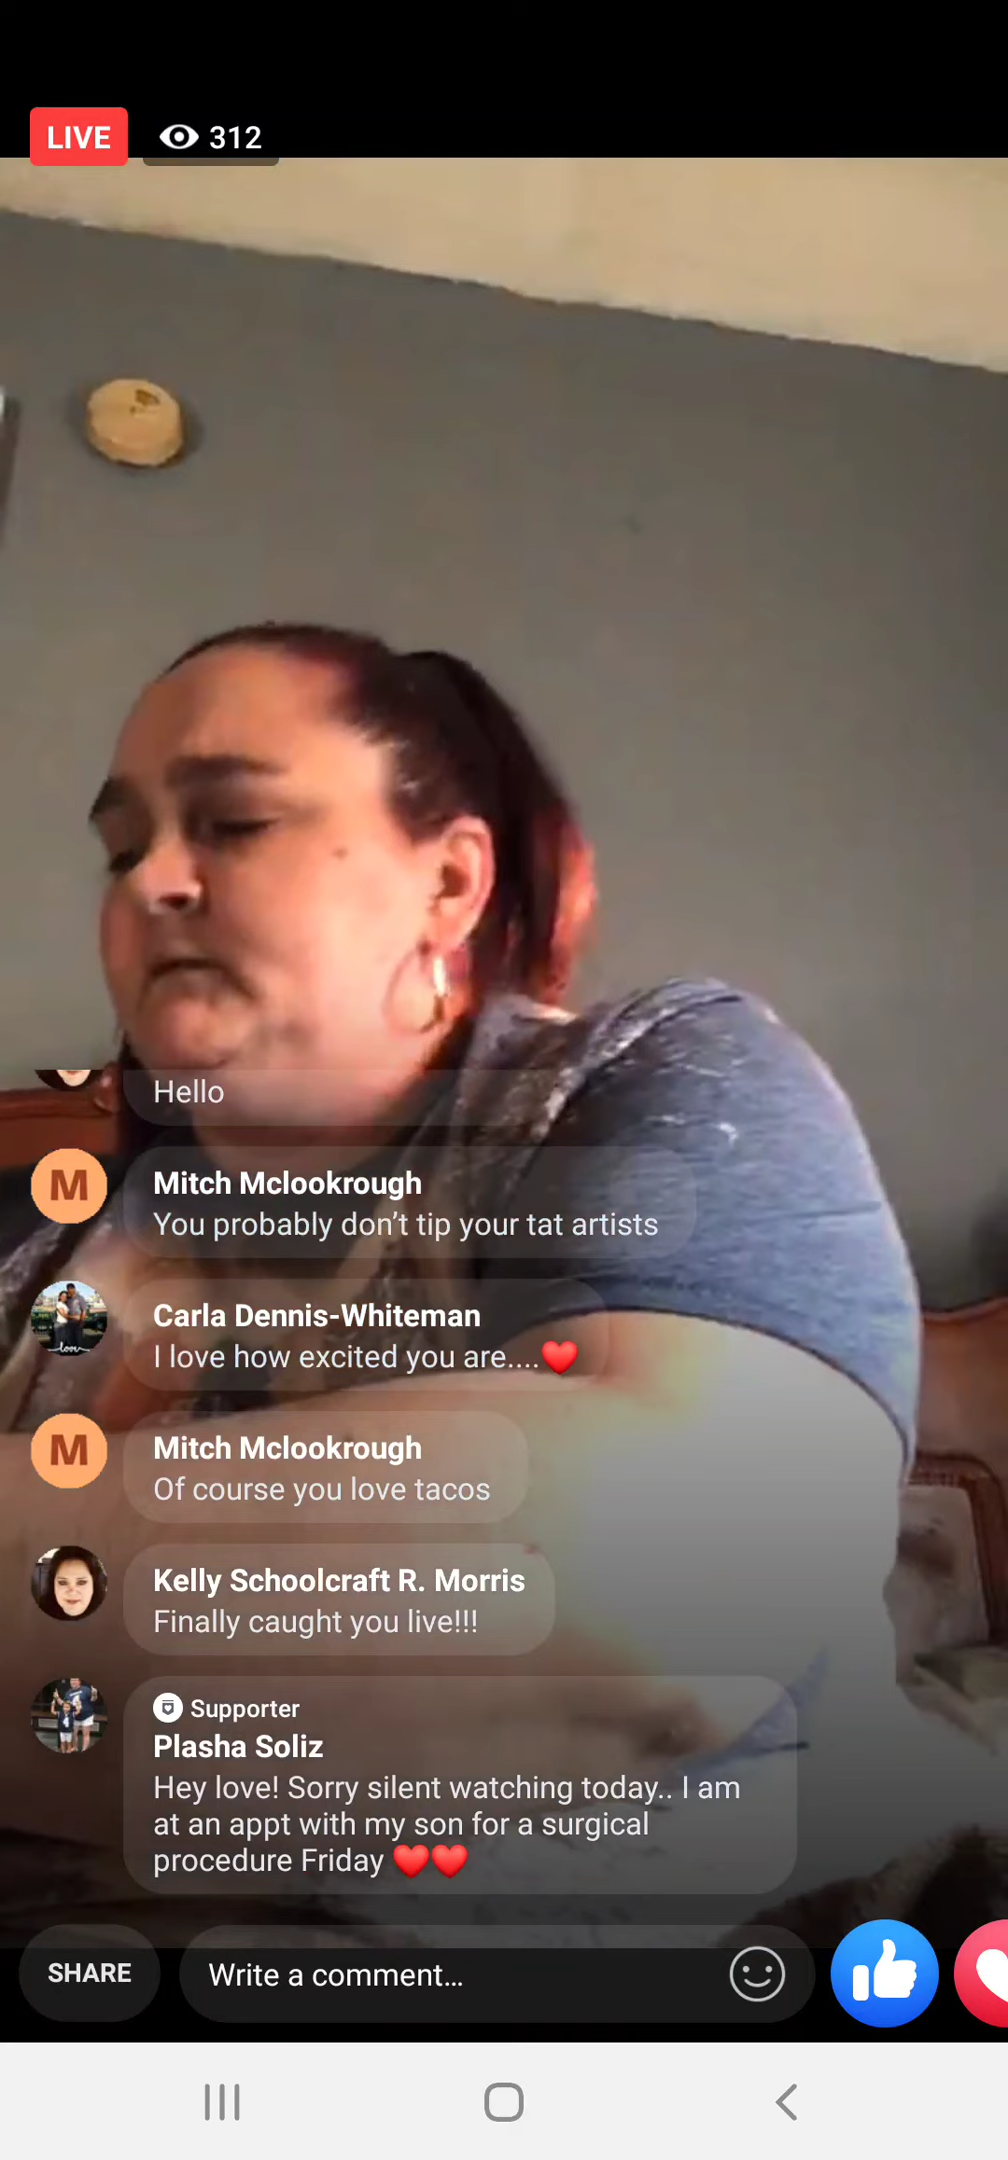 LIVE 312
Hello
Mitch Mclookrough
You probably don't tip your tat artists
Carla Dennis-Whiteman
I love how excited you are....❤️
Mitch Mclookrough
Of course you love tacos
Kelly Schoolcraft R. Morris
Finally caught you live!!!
Supporter
Plasha Soliz
Hey love! Sorry silent watching today.. I am
at an appt with my son for a surgical
procedure Friday ❤️❤️
SHARE Write a comment...